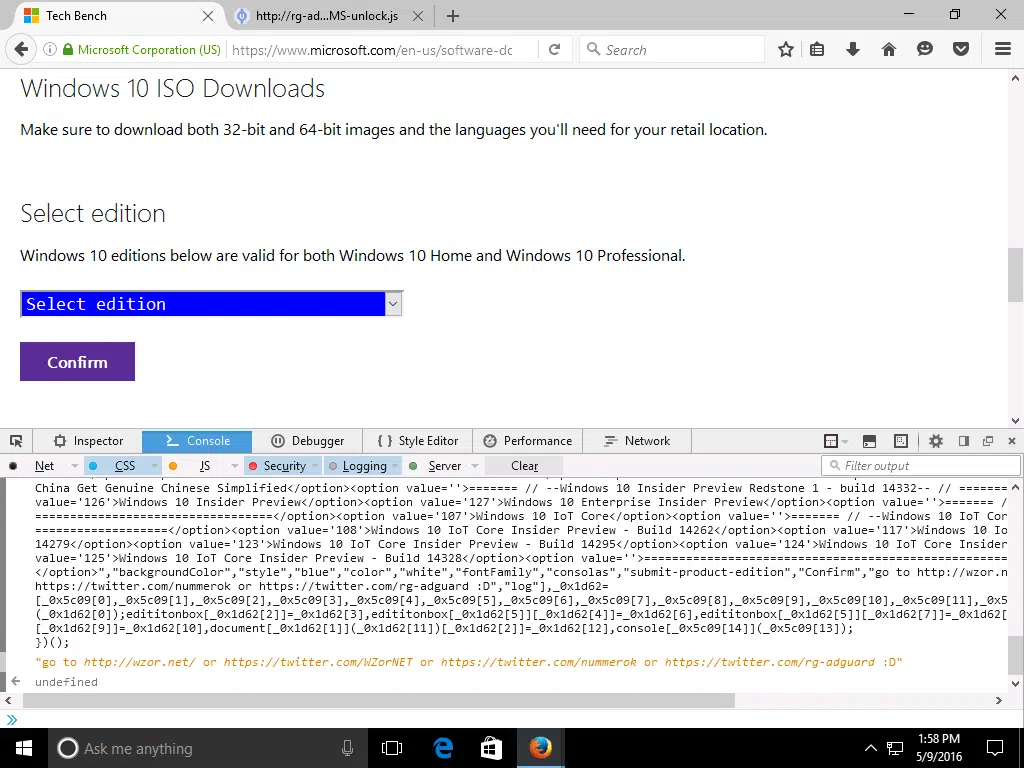 Tech Bench
http://rg-ad...MS-unlock.js
Microsoft Corporation (US)
https://www.microsoft.com/en-us/software-dc
Search
Windows 10 ISO Downloads
Make sure to download both 32-bit and 64-bit images and the languages you'll need for your retail location.
Select edition
Windows 10 editions below are valid for both Windows 10 Home and Windows 10 Professional.
Select edition
Confirm
Inspector Console Debugger Style Editor Performance Network
Net CSS JS Security Logging Server Clear Filter output
China Get Genuine Chinese Simplified</option><option value=''>======= // --Windows 10 Insider Preview Redstone 1 - build 14332-- // =======
value='126'>Windows 10 Insider Preview</option><option value='127'>Windows 10 Enterprise Insider Preview</option><option value=''>======= /
==================================</option><option value='107'>Windows 10 IoT Core</option><option value=''>======= // --Windows 10 IoT Cor
===================</option><option value='108'>Windows 10 IoT Core Insider Preview - Build 14262</option><option value='117'>Windows 10 Io
14279</option><option value='123'>Windows 10 IoT Core Insider Preview - Build 14295</option><option value='124'>Windows 10 IoT Core Insider
value='125'>Windows 10 IoT Core Insider Preview - Build 14328</option><option value=''>====================================================
</option>","backgroundColor","style","blue","color","white","fontFamily","consolas","submit-product-edition","Confirm","go to http://wzor.n
https://twitter.com/nummerok or https://twitter.com/rg-adguard :D","log"],_0x1d62=
[_0x5c09[0],_0x5c09[1],_0x5c09[2],_0x5c09[3],_0x5c09[4],_0x5c09[5],_0x5c09[6],_0x5c09[7],_0x5c09[8],_0x5c09[9],_0x5c09[10],_0x5c09[11],_0x5
(_0x1d62[0]);edititonbox[_0x1d62[2]]=_0x1d62[3],edititonbox[_0x1d62[5]][_0x1d62[4]]=_0x1d62[6],edititonbox[_0x1d62[5]][_0x1d62[7]]=_0x1d62[
[_0x1d62[9]]=_0x1d62[10],document[_0x1d62[1]](_0x1d62[11])[_0x1d62[2]]=_0x1d62[12],console[_0x5c09[14]](_0x5c09[13]);
})();
"go to http://wzor.net/ or https://twitter.com/WZorNET or https://twitter.com/nummerok or https://twitter.com/rg-adguard :D"
undefined
Ask me anything
1:58 PM
5/9/2016